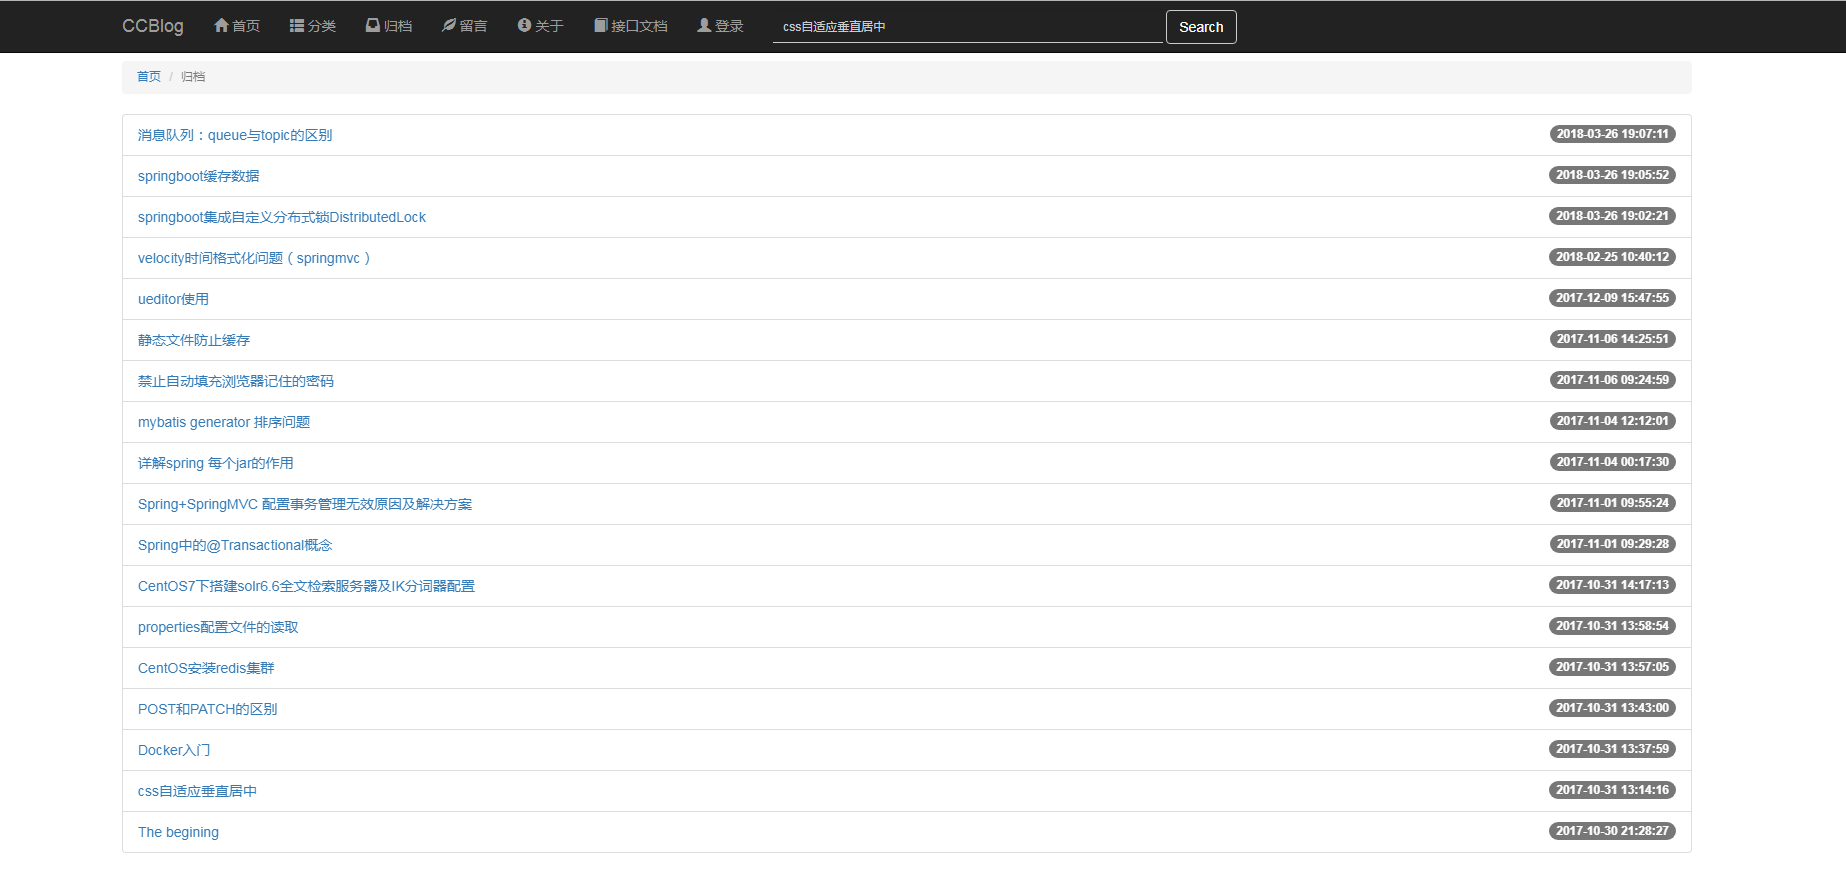 CCBlog 首页 分类 归档 留言 关于 接口文档 登录 css自适应垂直居中 Search
首页 / 归档
消息队列：queue与topic的区别 2018-03-26 19:07:11
springboot缓存数据 2018-03-26 19:05:52
springboot集成自定义分布式锁DistributedLock 2018-03-26 19:02:21
velocity时间格式化问题（springmvc） 2018-02-25 10:40:12
ueditor使用 2017-12-09 15:47:55
静态文件防止缓存 2017-11-06 14:25:51
禁止自动填充浏览器记住的密码 2017-11-06 09:24:59
mybatis generator 排序问题 2017-11-04 12:12:01
详解spring 每个jar的作用 2017-11-04 00:17:30
Spring+SpringMVC 配置事务管理无效原因及解决方案 2017-11-01 09:55:24
Spring中的@Transactional概念 2017-11-01 09:29:28
CentOS7下搭建solr6.6全文检索服务器及IK分词器配置 2017-10-31 14:17:13
properties配置文件的读取 2017-10-31 13:58:54
CentOS安装redis集群 2017-10-31 13:57:05
POST和PATCH的区别 2017-10-31 13:43:00
Docker入门 2017-10-31 13:37:59
css自适应垂直居中 2017-10-31 13:14:16
The begining 2017-10-30 21:28:27